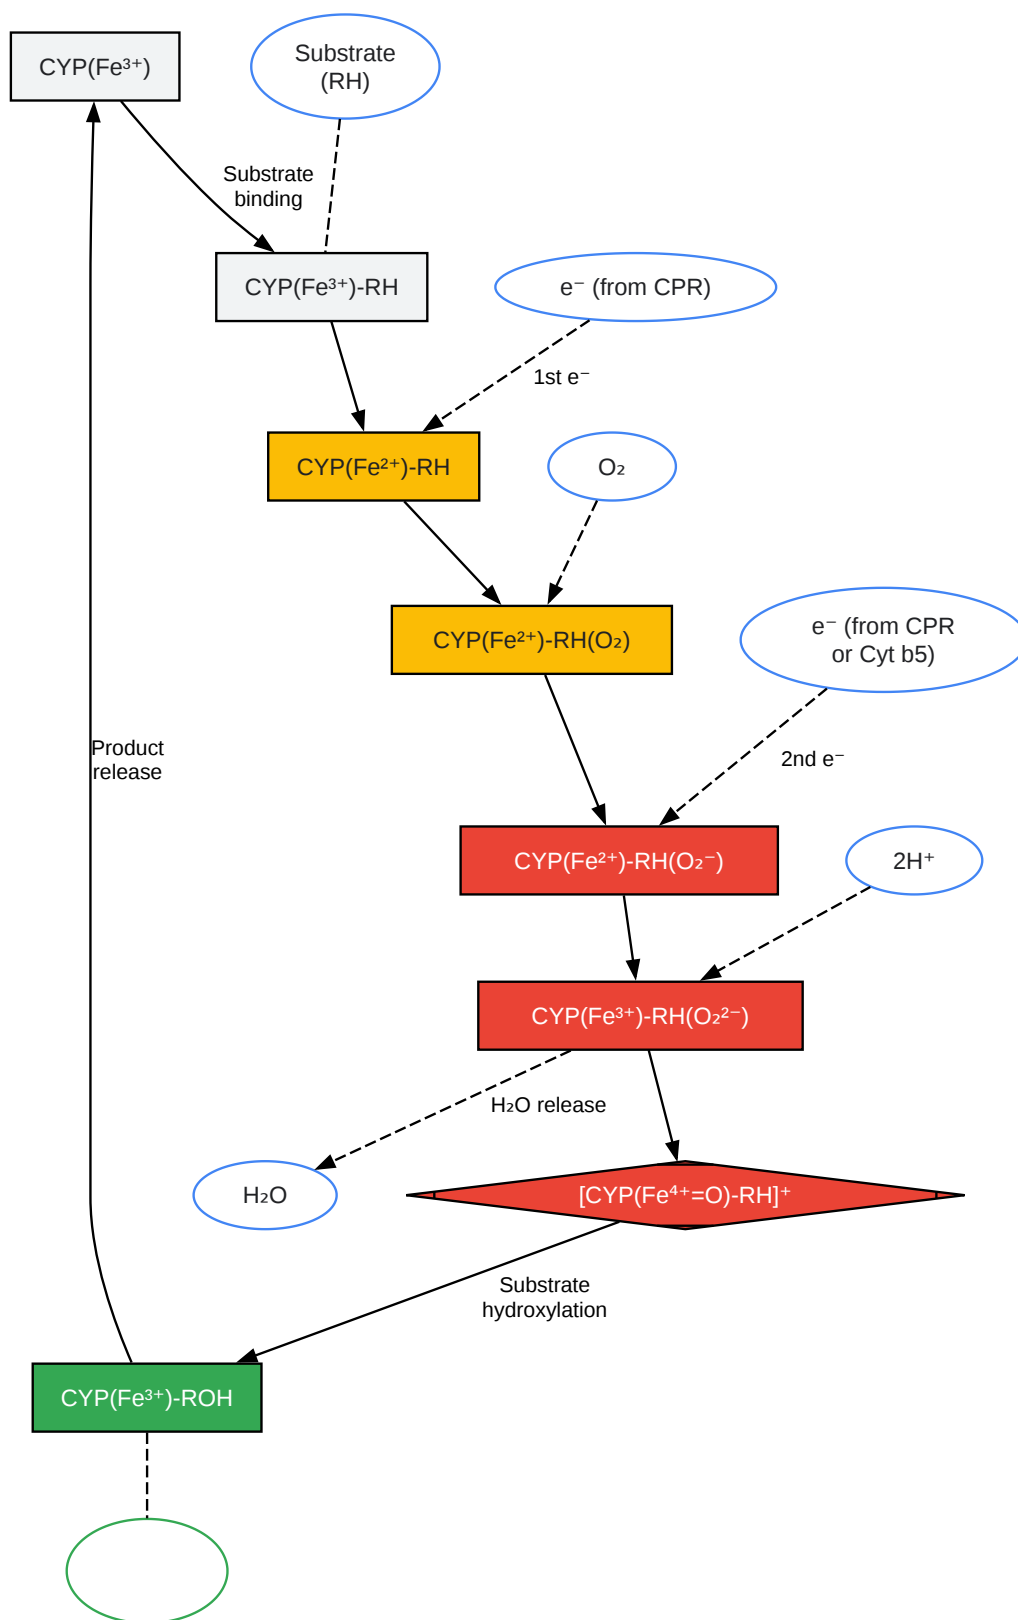 CYP(Fe³⁺)
Substrate
(RH)
Substrate
binding
CYP(Fe³⁺)-RH
e⁻ (from CPR)
1st e⁻
CYP(Fe²⁺)-RH
O₂
CYP(Fe²⁺)-RH(O₂)
e⁻ (from CPR
or Cyt b5)
Product
release
2nd e⁻
CYP(Fe²⁺)-RH(O₂⁻)
2H⁺
CYP(Fe³⁺)-RH(O₂²⁻)
H₂O release
H₂O
[CYP(Fe⁴⁺=O)-RH]⁺
Substrate
hydroxylation
CYP(Fe³⁺)-ROH